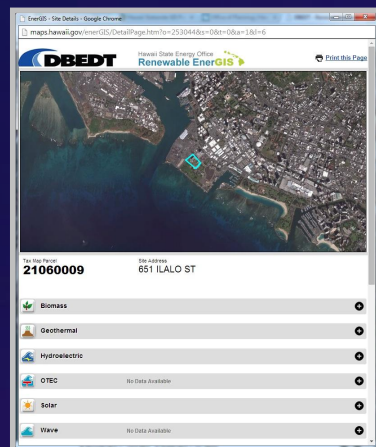 EnerGIS - Site Details - Google Chrome
maps.hawaii.gov/enerGIS/DetailPage.htm?o=253044&s=0&t=0&a=1&l=6
DBEDT
Hawaii State Energy Office
Renewable EnerGIS
Print this Page
Tax Map Parcel
21060009
Site Address
651 ILALO ST
Biomass
Geothermal
Hydroelectric
OTEC No Data Available
Solar
Wave No Data Available